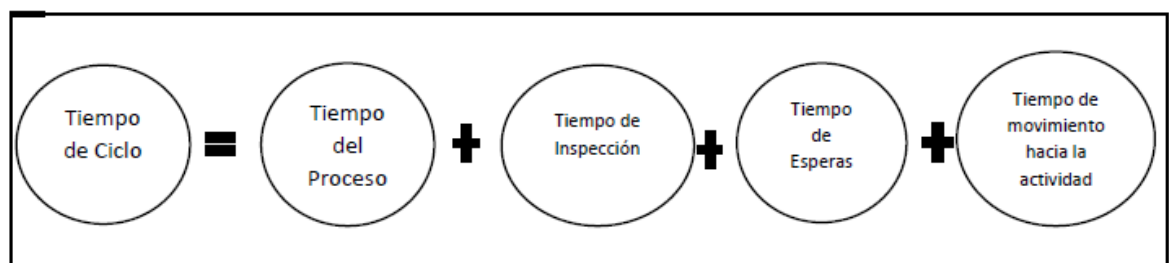 Tiempo
de Ciclo
=
Tiempo
del
Proceso
+
Tiempo de
Inspección
+
Tiempo
de
Esperas
+
Tiempo de
movimiento
hacia la
actividad